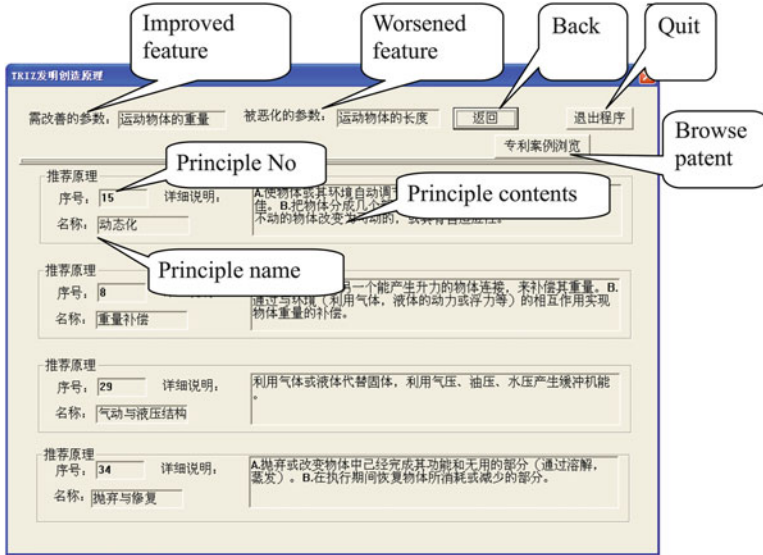 Improved
feature
Worsened
feature
Back
Quit
TRIZ发明创造原理
需改善的参数： 运动物体的重量 被恶化的参数： 运动物体的长度 返回 退出程序
专利案例浏览
Browse
patent
Principle No
推荐原理
序号： 15 详细说明：
A.使物体或其环境自动调节
佳。B.把物体分成几个
不动的物体改变为可动的，或具有自适应性。
Principle contents
名称： 动态化
Principle name
推荐原理
序号： 8
另一个能产生升力的物体连接，来补偿其重量。B.
通过与环境（利用气体，液体的动力或浮力等）的相互作用实现
物体重量的补偿。
名称： 重量补偿
推荐原理
序号： 29 详细说明：
利用气体或液体代替固体，利用气压、油压、水压产生缓冲机能
。
名称： 气动与液压结构
推荐原理
序号： 34 详细说明：
A.抛弃或改变物体中已经完成其功能和无用的部分（通过溶解，
蒸发）。B.在执行期间恢复物体所消耗或减少的部分。
名称： 抛弃与修复